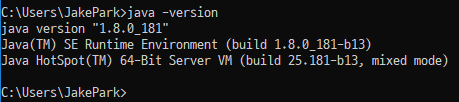 C:\Users\JakePark>java -version
java version "1.8.0_181"
Java(TM) SE Runtime Environment (build 1.8.0_181-b13)
Java HotSpot(TM) 64-Bit Server VM (build 25.181-b13, mixed mode)
C:\Users\JakePark>